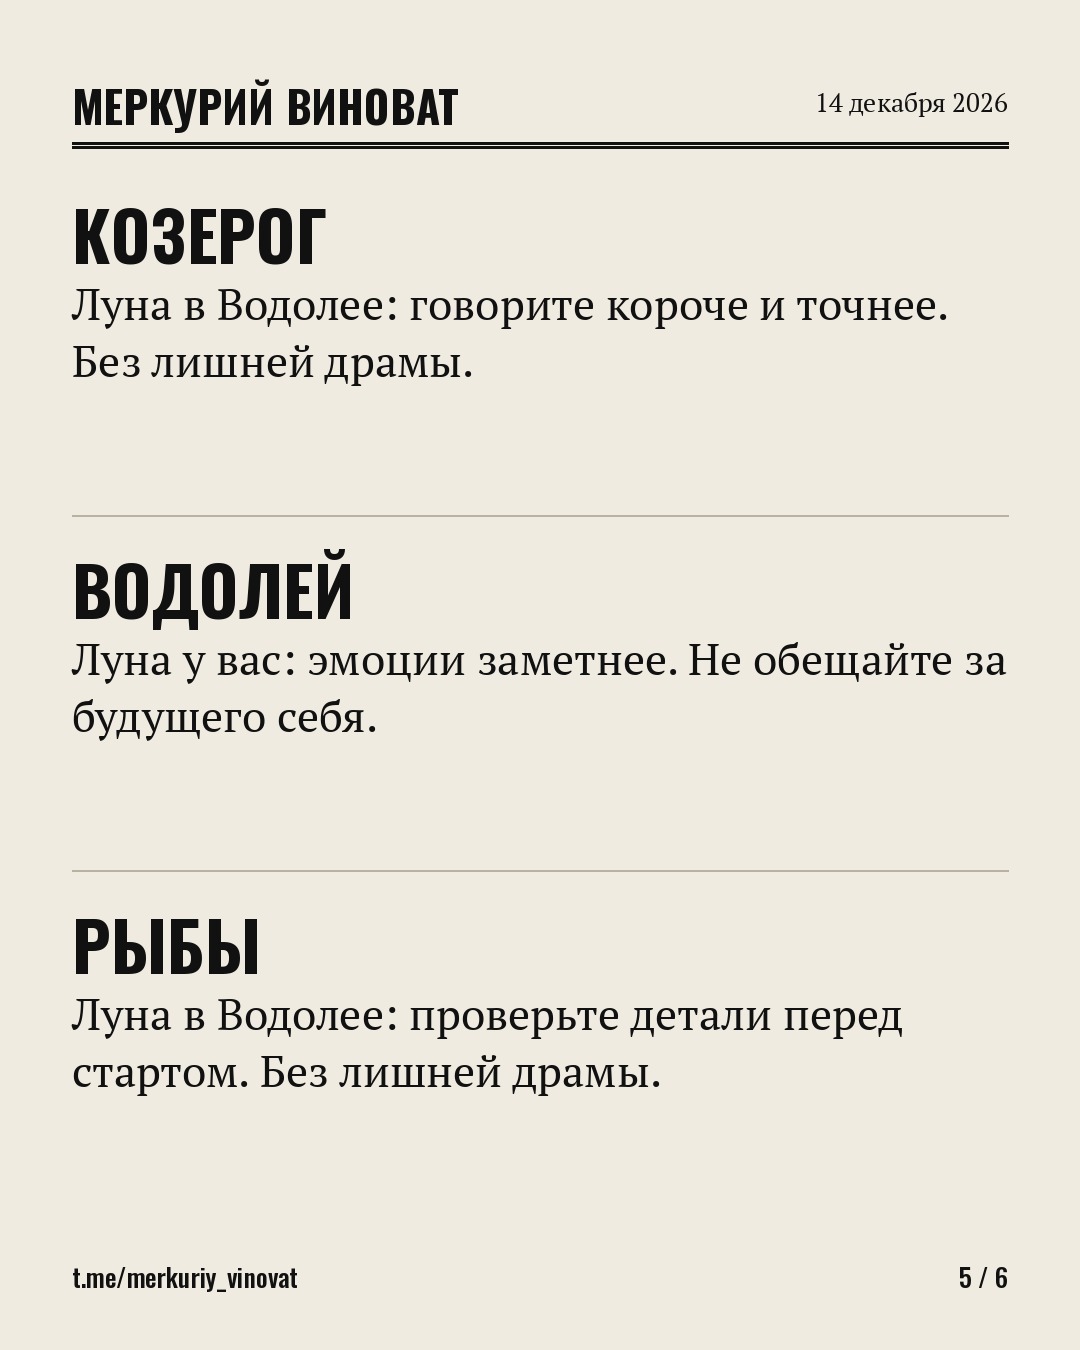 МЕРКУРИЙ ВИНОВАТ
14 декабря 2026
КОЗЕРОГ
Луна в Водолее: говорите короче и точнее.
Без лишней драмы.
ВОДОЛЕЙ
Луна у вас: эмоции заметнее. Не обещайте за
будущего себя.
РЫБЫ
Луна в Водолее: проверьте детали перед
стартом. Без лишней драмы.
t.me/merkuriy_vinovat
5 / 6